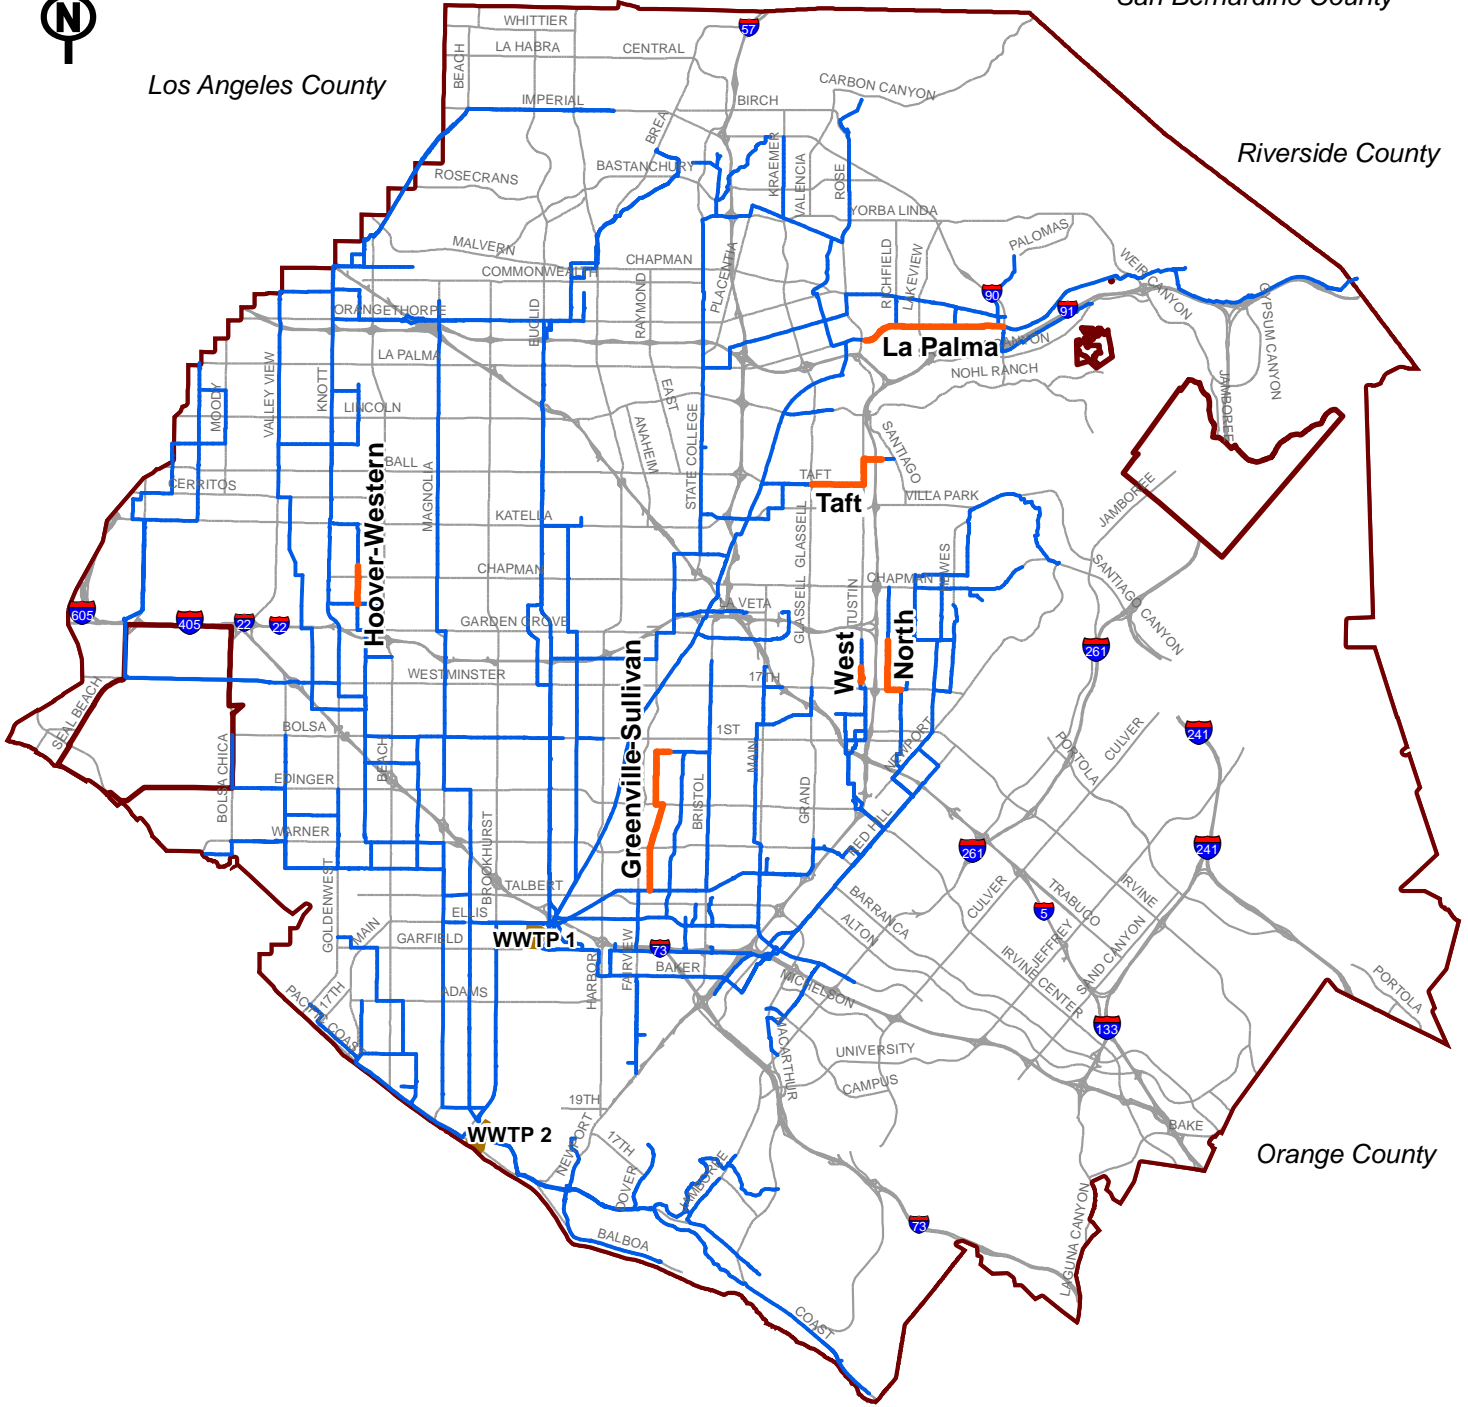 N
San Bernardino County
Los Angeles County
Riverside County
Orange County
WHITTIER
LA HABRA
CENTRAL
BEACH
57
CARBON CANYON
IMPERIAL
BIRCH
BREA
BASTANCHURY
KRAEMER
VALENCIA
ROSE
ROSECRANS
YORBA LINDA
MALVERN
CHAPMAN
COMMONWEALTH
PLACENTIA
RICHFIELD
LAKEVIEW
PALOMAS
WEIR CANYON
GYPSUM CANYON
90
91
ORANGETHORPE
EUCLID
RAYMOND
LA PALMA
La Palma
NOHL RANCH
JAMBOREE
MOODY
VALLEY VIEW
KNOTT
LINCOLN
EAST
ANAHEIM
STATE COLLEGE
SANTIAGO
BALL
CERRITOS
MAGNOLIA
KATELLA
TAFT
Taft
VILLA PARK
JAMBOREE
GLASSELL
Hoover-Western
CHAPMAN
CHAPMAN
HEWES
SANTIAGO CANYON
605
405
22
22
GARDEN GROVE
LA VETA
GLASSELL
TUSTIN
261
West
North
WESTMINSTER
17TH
SEAL BEACH
Greenville-Sullivan
BOLSA
1ST
NEWPORT
CULVER
PORTOLA
241
BOLSA CHICA
BEACH
EDINGER
BRISTOL
MAIN
GRAND
WARNER
BROOKHURST
RED HILL
261
241
GOLDENWEST
TALBERT
CULVER
TRABUCO
IRVINE
5
ELLIS
MAIN
GARFIELD
WWTP 1
BARRANCA
ALTON
JEFFREY
SAND CANYON
IRVINE CENTER
73
FAIRVIEW
HARBOR
BAKER
MICHELSON
PORTOLA
ADAMS
17TH
PACIFIC COAST
133
MACARTHUR
UNIVERSITY
CAMPUS
19TH
BAKE
WWTP 2
NEWPORT
17TH
DOVER
JAMBOREE
BALBOA
73
LAGUNA CANYON
COAST